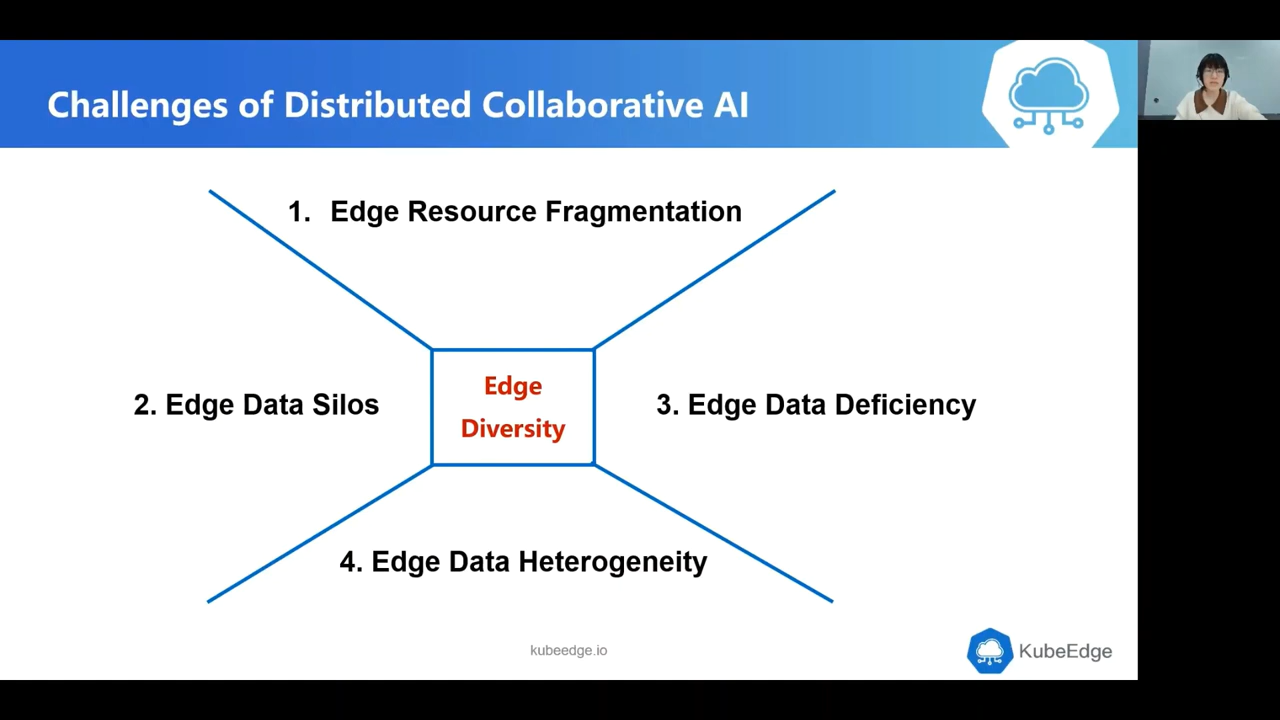 Challenges of Distributed Collaborative AI
1. Edge Resource Fragmentation
2. Edge Data Silos
Edge
Diversity
3. Edge Data Deficiency
4. Edge Data Heterogeneity
kubeedge.io
KubeEdge